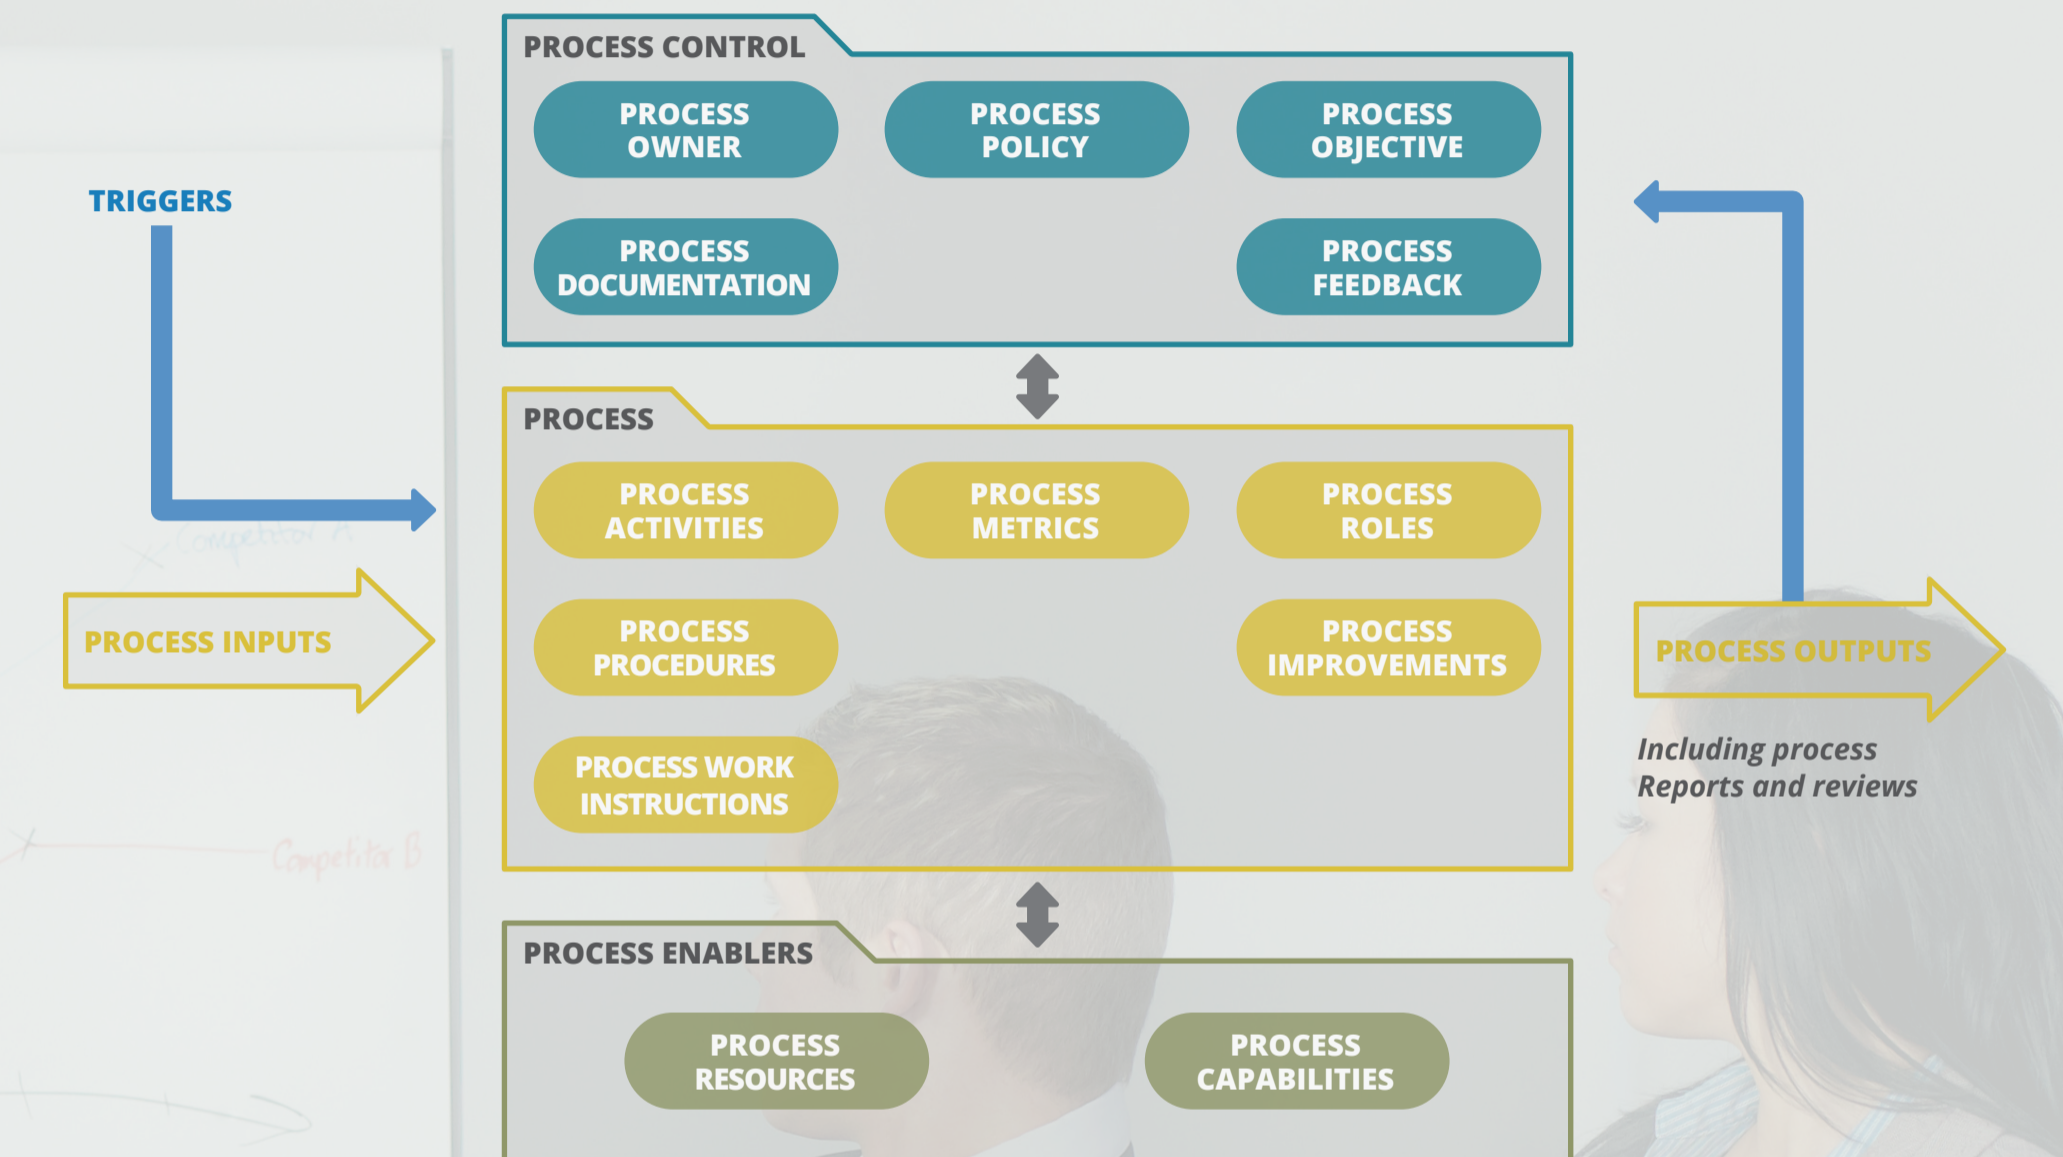 PROCESS CONTROL
PROCESS
OWNER
PROCESS
POLICY
PROCESS
OBJECTIVE
PROCESS
DOCUMENTATION
PROCESS
FEEDBACK
TRIGGERS
PROCESS
PROCESS
ACTIVITIES
PROCESS
METRICS
PROCESS
ROLES
PROCESS
PROCEDURES
PROCESS
IMPROVEMENTS
PROCESS WORK
INSTRUCTIONS
Competitor A
PROCESS INPUTS
Competitor B
PROCESS OUTPUTS
Including process
Reports and reviews
PROCESS ENABLERS
PROCESS
RESOURCES
PROCESS
CAPABILITIES